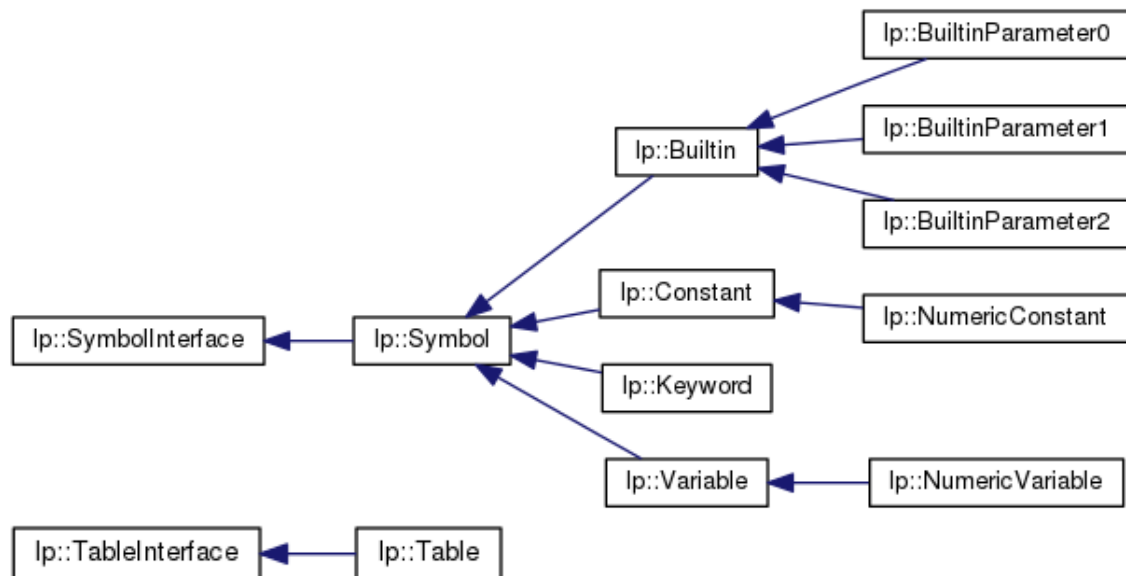 lp::BuiltinParameter0
lp::BuiltinParameter1
lp::Builtin
lp::BuiltinParameter2
lp::Constant
lp::NumericConstant
lp::SymbolInterface
lp::Symbol
lp::Keyword
lp::Variable
lp::NumericVariable
lp::TableInterface
lp::Table